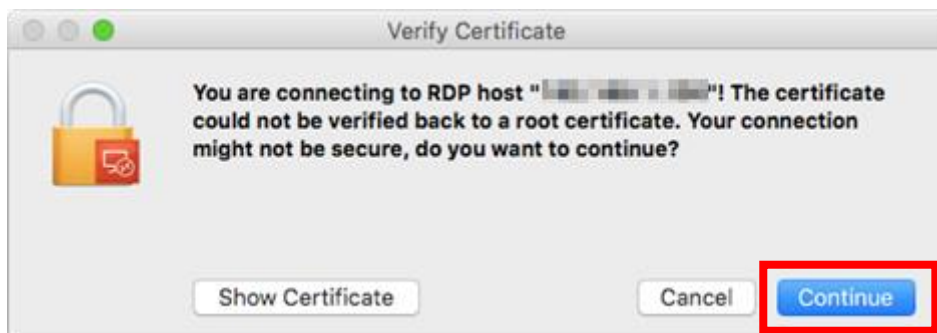 Verify Certificate
You are connecting to RDP host ""! The certificate
could not be verified back to a root certificate. Your connection
might not be secure, do you want to continue?
Show Certificate
Cancel
Continue